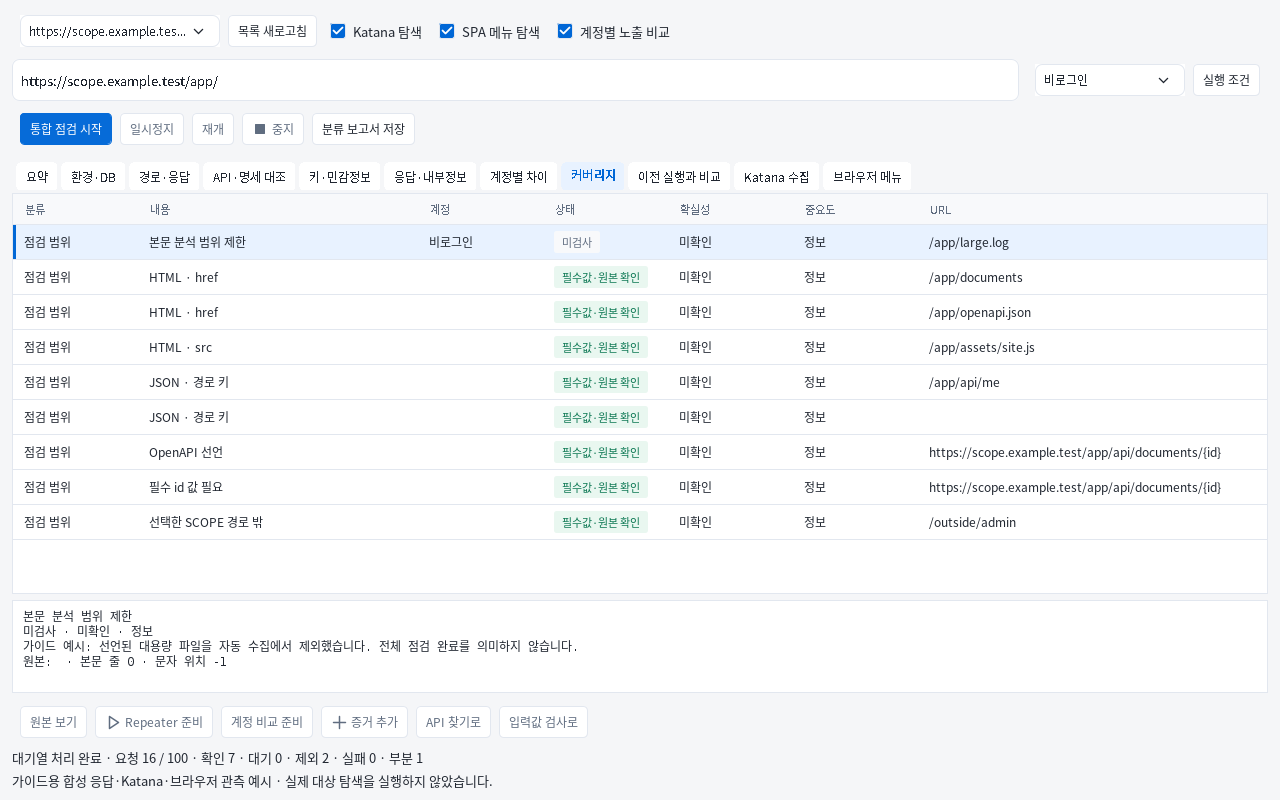 https://scope.example.tes... 목록 새로고침 Katana 탐색 SPA 메뉴 탐색 계정별 노출 비교
https://scope.example.test/app/ 비로그인 실행 조건
통합 점검 시작 일시정지 재개 중지 분류 보고서 저장
요약 환경·DB 경로·응답 API·명세 대조 키·민감정보 응답·내부정보 계정별 차이 커버리지 이전 실행과 비교 Katana 수집 브라우저 메뉴
분류 내용 계정 상태 확실성 중요도 URL
점검 범위 본문 분석 범위 제한 비로그인 미검사 미확인 정보 /app/large.log
점검 범위 HTML · href 필수값·원본 확인 미확인 정보 /app/documents
점검 범위 HTML · href 필수값·원본 확인 미확인 정보 /app/openapi.json
점검 범위 HTML · src 필수값·원본 확인 미확인 정보 /app/assets/site.js
점검 범위 JSON · 경로 키 필수값·원본 확인 미확인 정보 /app/api/me
점검 범위 JSON · 경로 키 필수값·원본 확인 미확인 정보
점검 범위 OpenAPI 선언 필수값·원본 확인 미확인 정보 https://scope.example.test/app/api/documents/{id}
점검 범위 필수 id 값 필요 필수값·원본 확인 미확인 정보 https://scope.example.test/app/api/documents/{id}
점검 범위 선택한 SCOPE 경로 밖 필수값·원본 확인 미확인 정보 /outside/admin
본문 분석 범위 제한
미검사 · 미확인 · 정보
가이드 예시: 선언된 대용량 파일을 자동 수집에서 제외했습니다. 전체 점검 완료를 의미하지 않습니다.
원본:  · 본문 줄 0 · 문자 위치 -1
원본 보기 Repeater 준비 계정 비교 준비 증거 추가 API 찾기로 입력값 검사로
대기열 처리 완료 · 요청 16 / 100 · 확인 7 · 대기 0 · 제외 2 · 실패 0 · 부분 1
가이드용 합성 응답·Katana·브라우저 관측 예시 · 실제 대상 탐색을 실행하지 않았습니다.